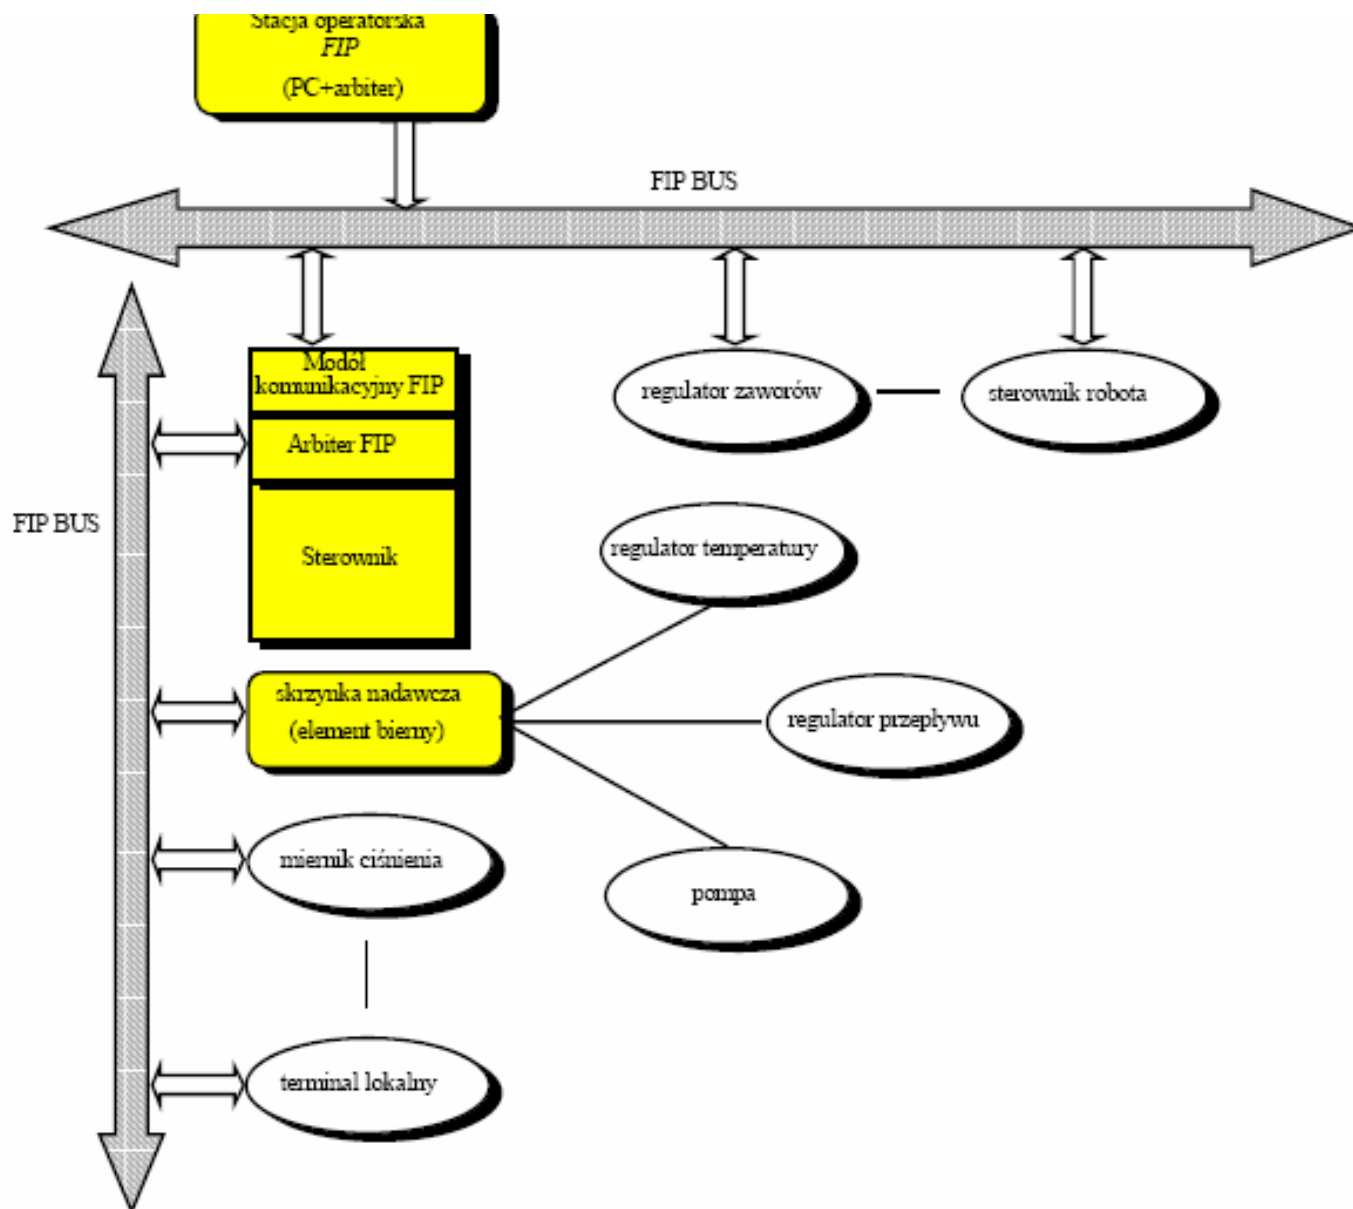 Stacja operatorska
FIP
(PC+arbiter)
FIP BUS
Modół
komunikacyjny FIP
Arbiter FIP
Sterownik
regulator zaworów
sterownik robota
FIP BUS
regulator temperatury
skrzynka nadawcza
(element bierny)
regulator przepływu
miernik ciśnienia
pompa
terminal lokalny